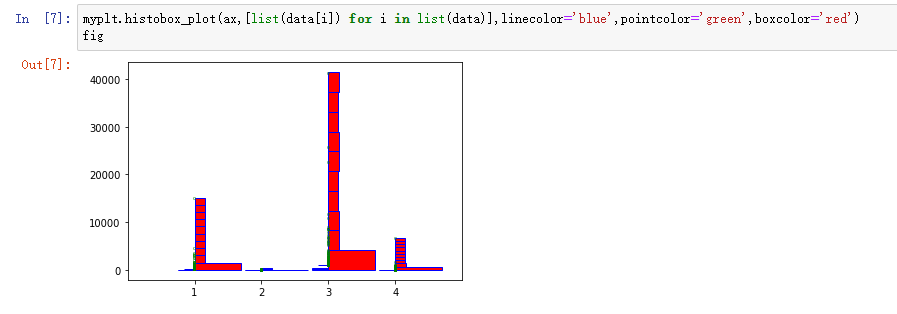 In [7]: myplt.histobox_plot(ax,[list(data[i]) for i in list(data)],linecolor='blue',pointcolor='green',boxcolor='red')
fig
Out[7]:
40000
30000
20000
10000
0
1 2 3 4